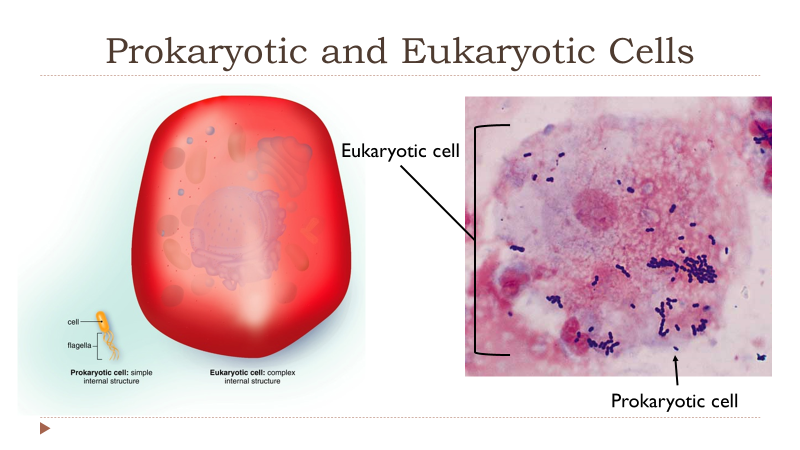 Prokaryotic and Eukaryotic Cells
Eukaryotic cell
cell
flagella
Prokaryotic cell: simple
internal structure
Eukaryotic cell: complex
internal structure
Prokaryotic cell